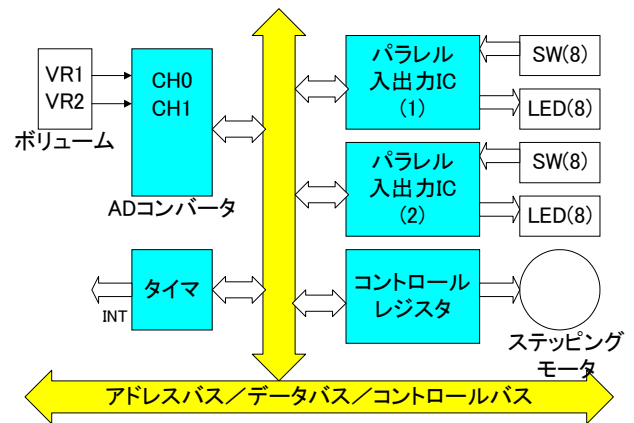 VR1
VR2
ボリューム
CH0
CH1
ADコンバータ
タイマ
INT
パラレル
入出力IC
(1)
SW(8)
LED(8)
パラレル
入出力IC
(2)
SW(8)
LED(8)
コントロール
レジスタ
ステッピング
モータ
アドレスバス／データバス／コントロールバス